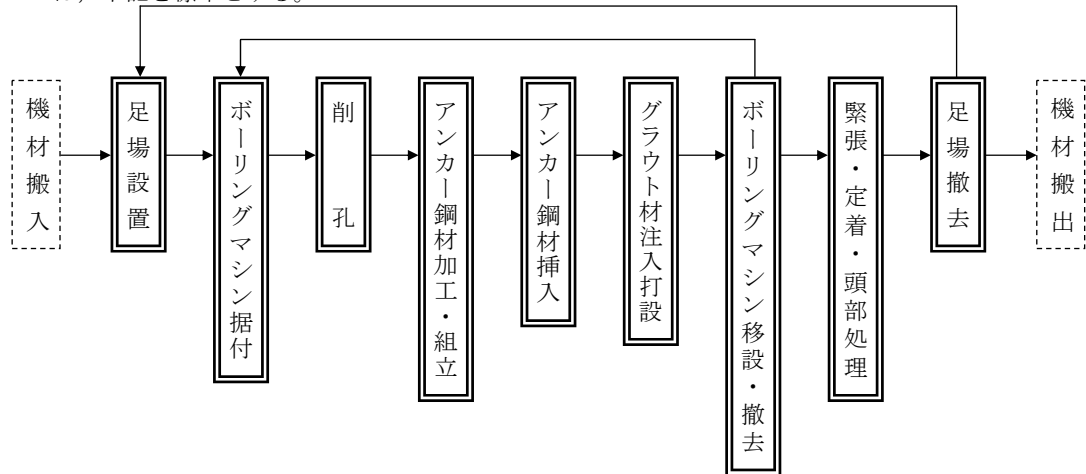 機材搬入
足場設置
ボーリングマシン据付
削孔
アンカー鋼材加工・組立
アンカー鋼材挿入
グラウト材注入打設
ボーリングマシン移設・撤去
緊張・定着・頭部処理
足場撤去
機材搬出